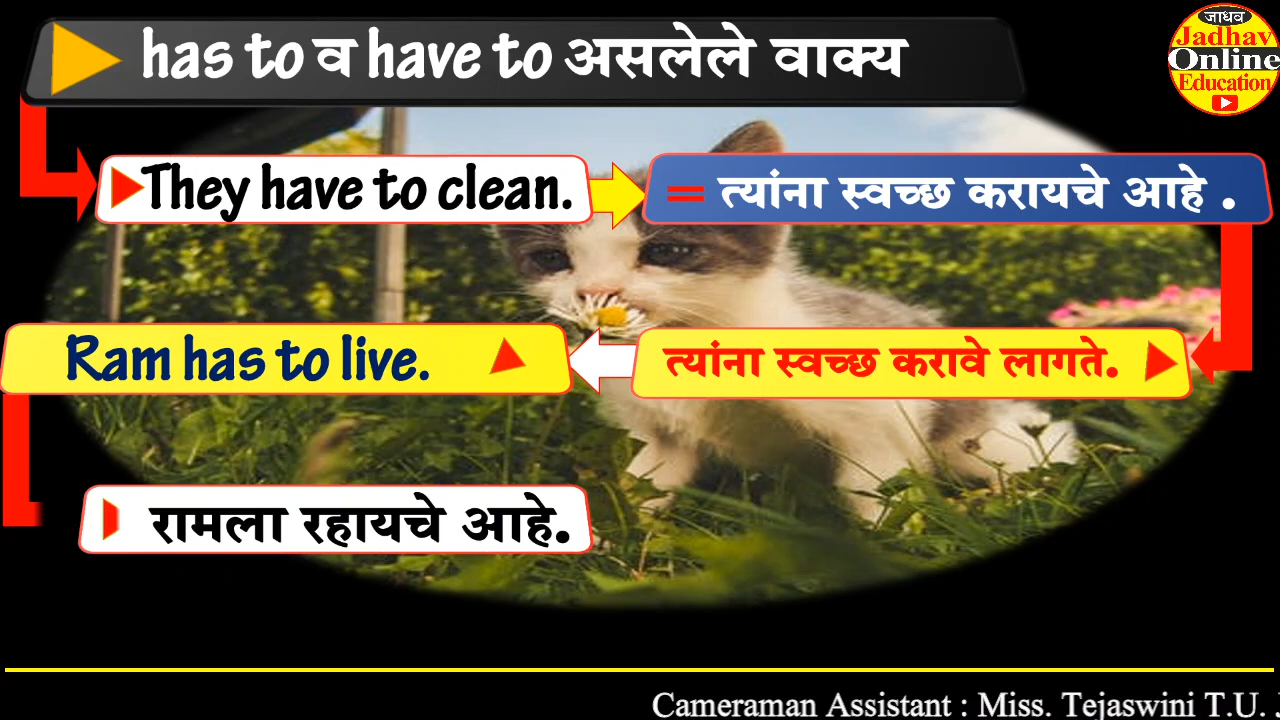 has to व have to असलेले वाक्य
जाधव
Jadhav
Online
Education
They have to clean.
= त्यांना स्वच्छ करायचे आहे .
Ram has to live.
त्यांना स्वच्छ करावे लागते.
रामला रहायचे आहे.
Cameraman Assistant : Miss. Tejaswini T.U.